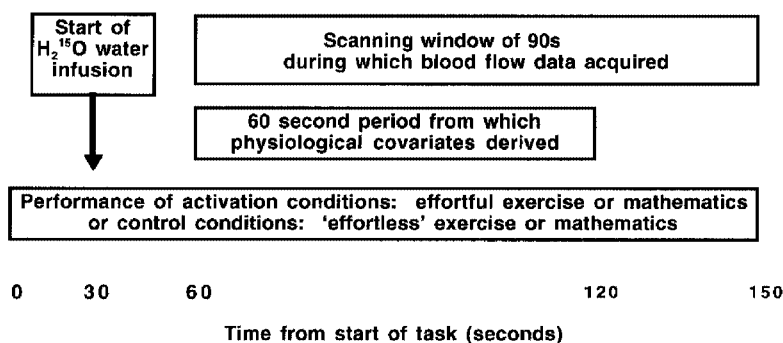 Start of
H₂¹⁵O water
infusion
Scanning window of 90s
during which blood flow data acquired
60 second period from which
physiological covariates derived
Performance of activation conditions: effortful exercise or mathematics
or control conditions: ‘effortless’ exercise or mathematics
0 30 60 120 150
Time from start of task (seconds)